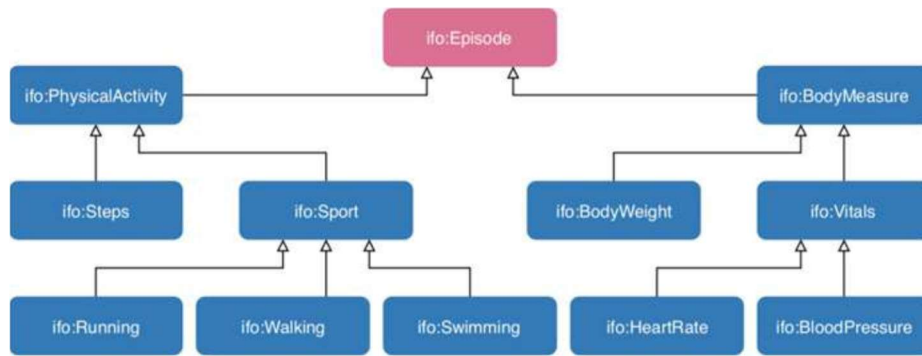 ifo:Episode
ifo:PhysicalActivity
ifo:BodyMeasure
ifo:Steps
ifo:Sport
ifo:BodyWeight
ifo:Vitals
ifo:Running
ifo:Walking
ifo:Swimming
ifo:HeartRate
ifo:BloodPressure